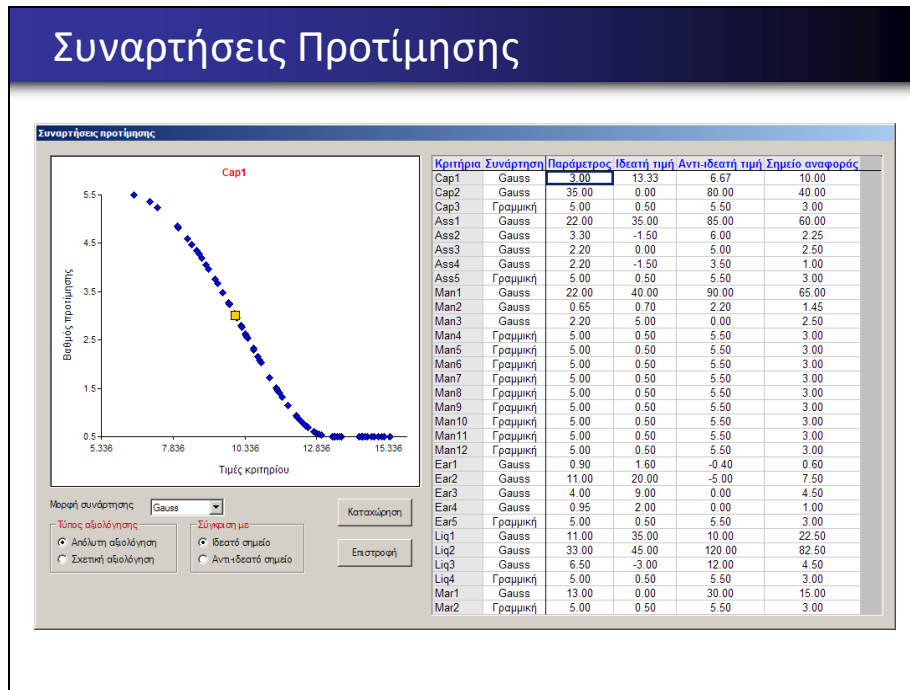 Συναρτήσεις Προτίμησης
Συναρτήσεις προτίμησης
Cap1
Βαθμός προτίμησης
5.5
4.5
3.5
2.5
1.5
0.5
5.336 7.836 10.336 12.836 15.336
Τιμές κριτηρίου
Μορφή συνάρτησης Gauss
Τύπος αξιολόγησης
Απόλυτη αξιολόγηση
Σχετική αξιολόγηση
Σύγκριση με
Ιδεατό σημείο
Αντι-ιδεατό σημείο
Καταχώρηση
Επιστροφή
Κριτήρια Συνάρτηση Παράμετρος Ιδεατή τιμή Αντι-ιδεατή τιμή Σημείο αναφοράς
Cap1 Gauss 3.00 13.33 6.67 10.00
Cap2 Gauss 35.00 0.00 80.00 40.00
Cap3 Γραμμική 5.00 0.50 5.50 3.00
Ass1 Gauss 22.00 35.00 85.00 60.00
Ass2 Gauss 3.30 -1.50 6.00 2.25
Ass3 Gauss 2.20 0.00 5.00 2.50
Ass4 Gauss 2.20 -1.50 3.50 1.00
Ass5 Γραμμική 5.00 0.50 5.50 3.00
Man1 Gauss 22.00 40.00 90.00 65.00
Man2 Gauss 0.65 0.70 2.20 1.45
Man3 Gauss 2.20 5.00 0.00 2.50
Man4 Γραμμική 5.00 0.50 5.50 3.00
Man5 Γραμμική 5.00 0.50 5.50 3.00
Man6 Γραμμική 5.00 0.50 5.50 3.00
Man7 Γραμμική 5.00 0.50 5.50 3.00
Man8 Γραμμική 5.00 0.50 5.50 3.00
Man9 Γραμμική 5.00 0.50 5.50 3.00
Man10 Γραμμική 5.00 0.50 5.50 3.00
Man11 Γραμμική 5.00 0.50 5.50 3.00
Man12 Γραμμική 5.00 0.50 5.50 3.00
Ear1 Gauss 0.90 1.60 -0.40 0.60
Ear2 Gauss 11.00 20.00 -5.00 7.50
Ear3 Gauss 4.00 9.00 0.00 4.50
Ear4 Gauss 0.95 2.00 0.00 1.00
Ear5 Γραμμική 5.00 0.50 5.50 3.00
Liq1 Gauss 11.00 35.00 10.00 22.50
Liq2 Gauss 33.00 45.00 120.00 82.50
Liq3 Gauss 6.50 -3.00 12.00 4.50
Liq4 Γραμμική 5.00 0.50 5.50 3.00
Mar1 Gauss 13.00 0.00 30.00 15.00
Mar2 Γραμμική 5.00 0.50 5.50 3.00